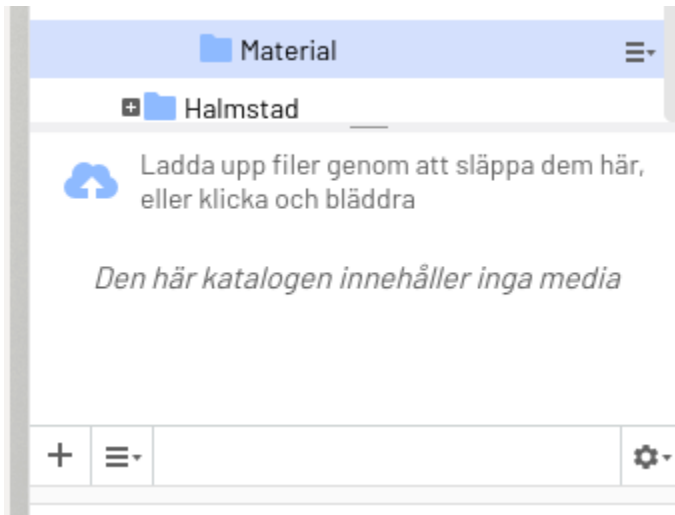 Material
Halmstad
Ladda upp filer genom att släppa dem här,
eller klicka och bläddra
Den här katalogen innehåller inga media